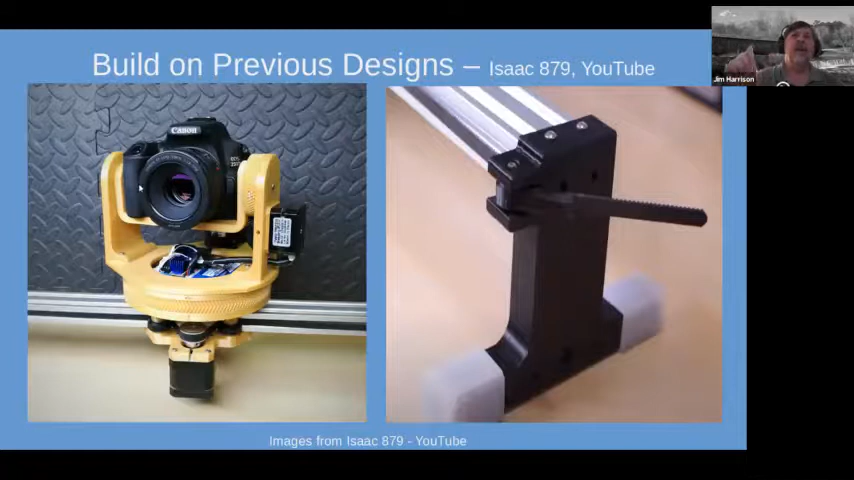 Build on Previous Designs – Isaac 879, YouTube
Jim Harrison
Canon
Images from Isaac 879 - YouTube